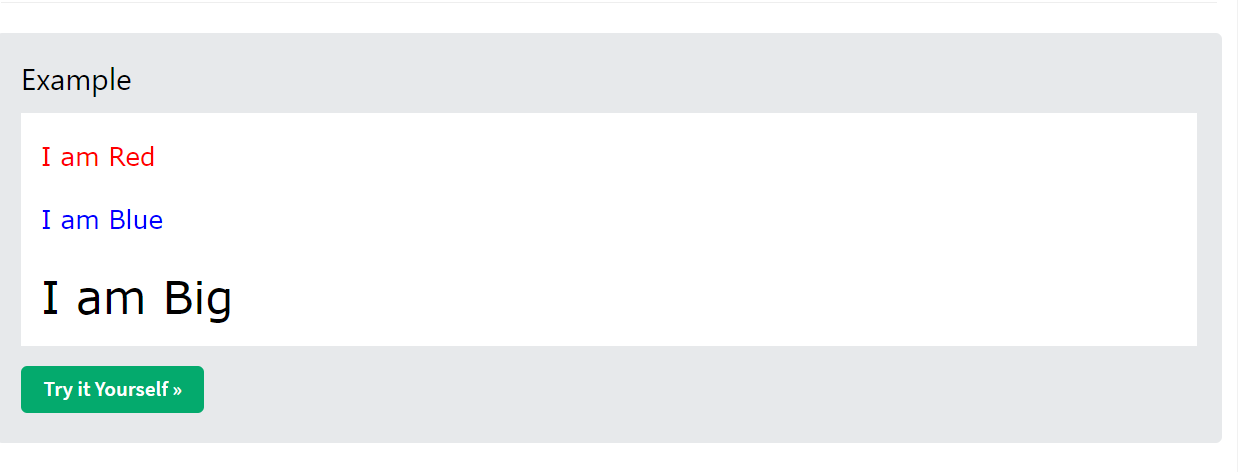 Example
I am Red
I am Blue
I am Big
Try it Yourself »